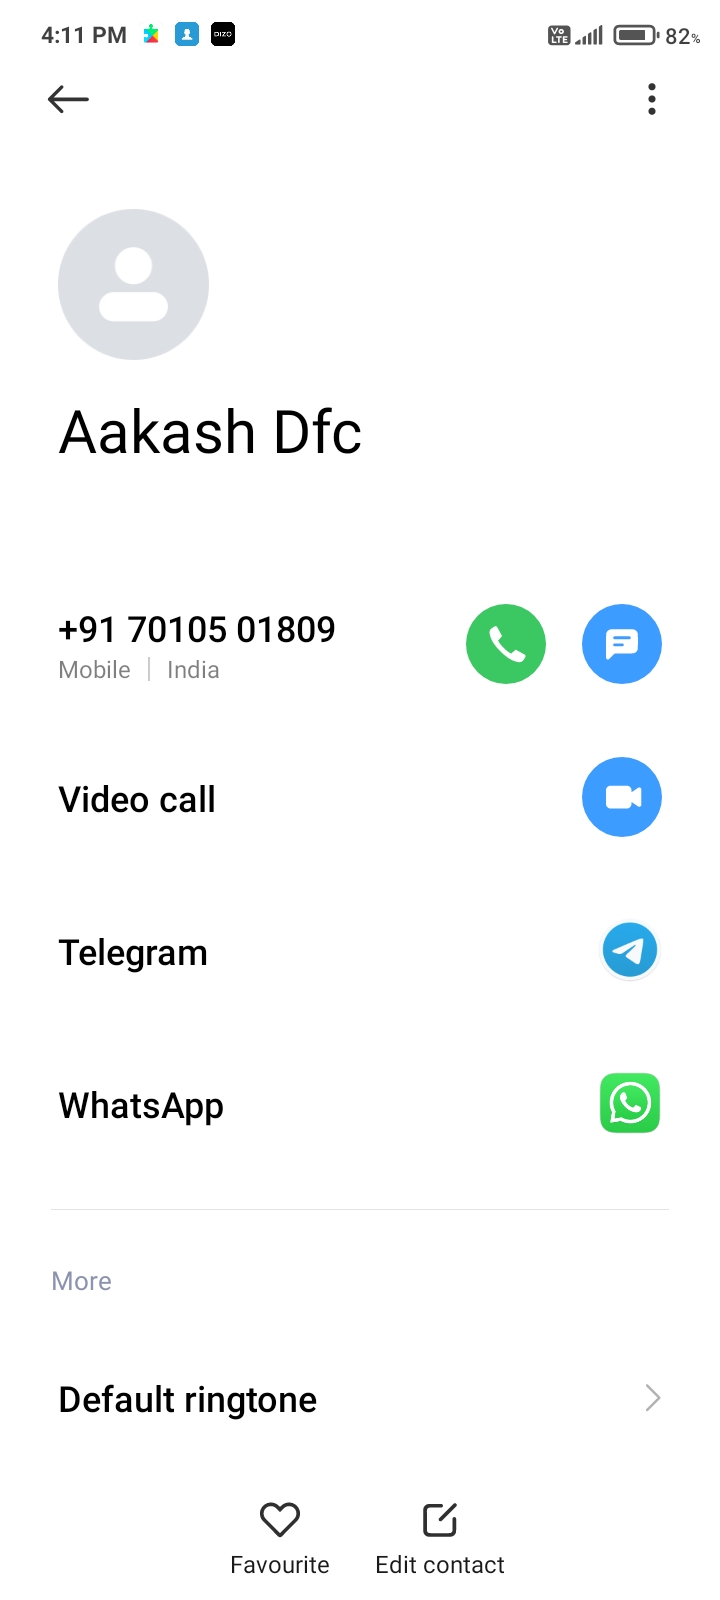 4:11 PM DIZO Vo LTE 82%
Aakash Dfc
+91 70105 01809
Mobile | India
Video call
Telegram
WhatsApp
More
Default ringtone
Favourite Edit contact